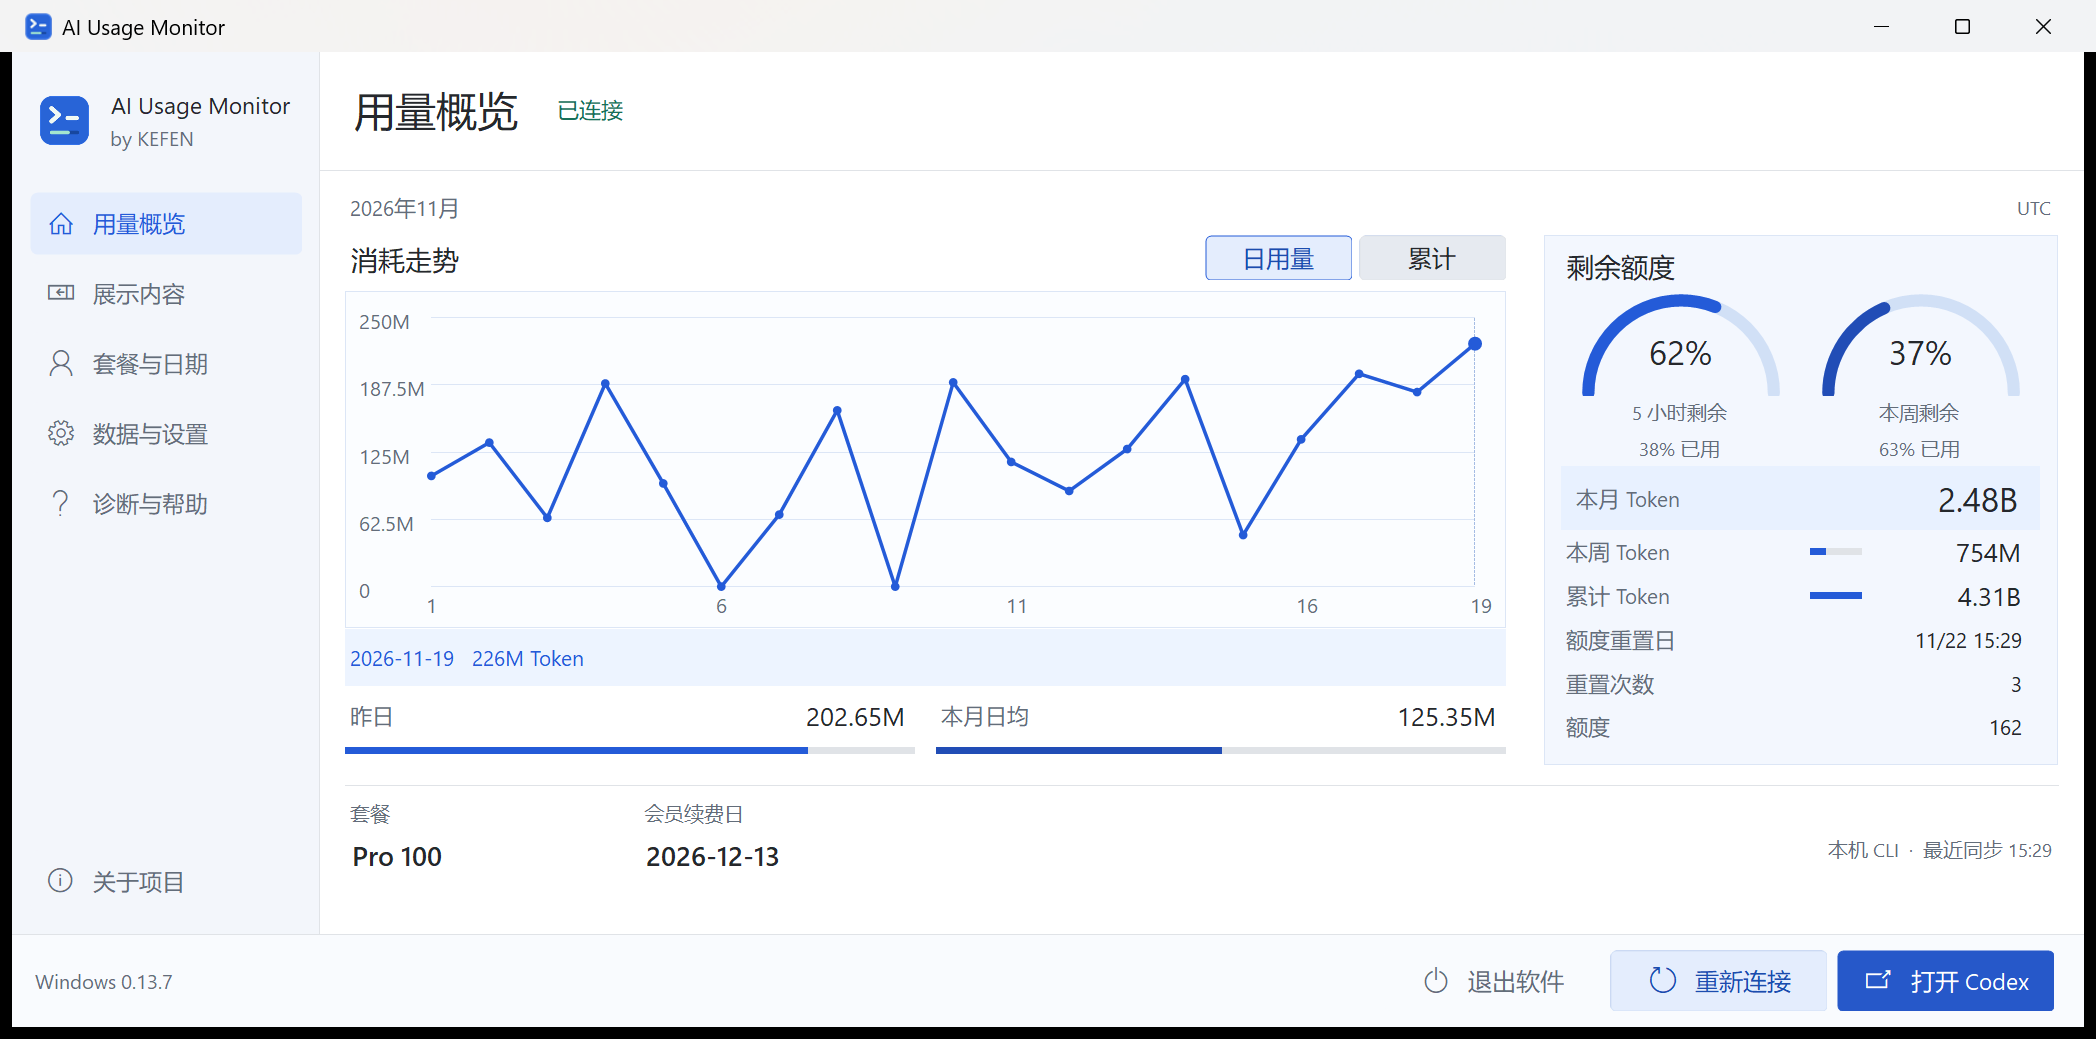 AI Usage Monitor
AI Usage Monitor
by KEFEN
用量概览
展示内容
套餐与日期
数据与设置
诊断与帮助
关于项目
用量概览
已连接
2026年11月
UTC
消耗走势
日用量
累计
250M
187.5M
125M
62.5M
0
1
6
11
16
19
2026-11-19 226M Token
昨日
202.65M
本月日均
125.35M
剩余额度
62%
5 小时剩余
38% 已用
37%
本周剩余
63% 已用
本月 Token
2.48B
本周 Token
754M
累计 Token
4.31B
额度重置日
11/22 15:29
重置次数
3
额度
162
套餐
Pro 100
会员续费日
2026-12-13
本机 CLI · 最近同步 15:29
Windows 0.13.7
退出软件
重新连接
打开 Codex